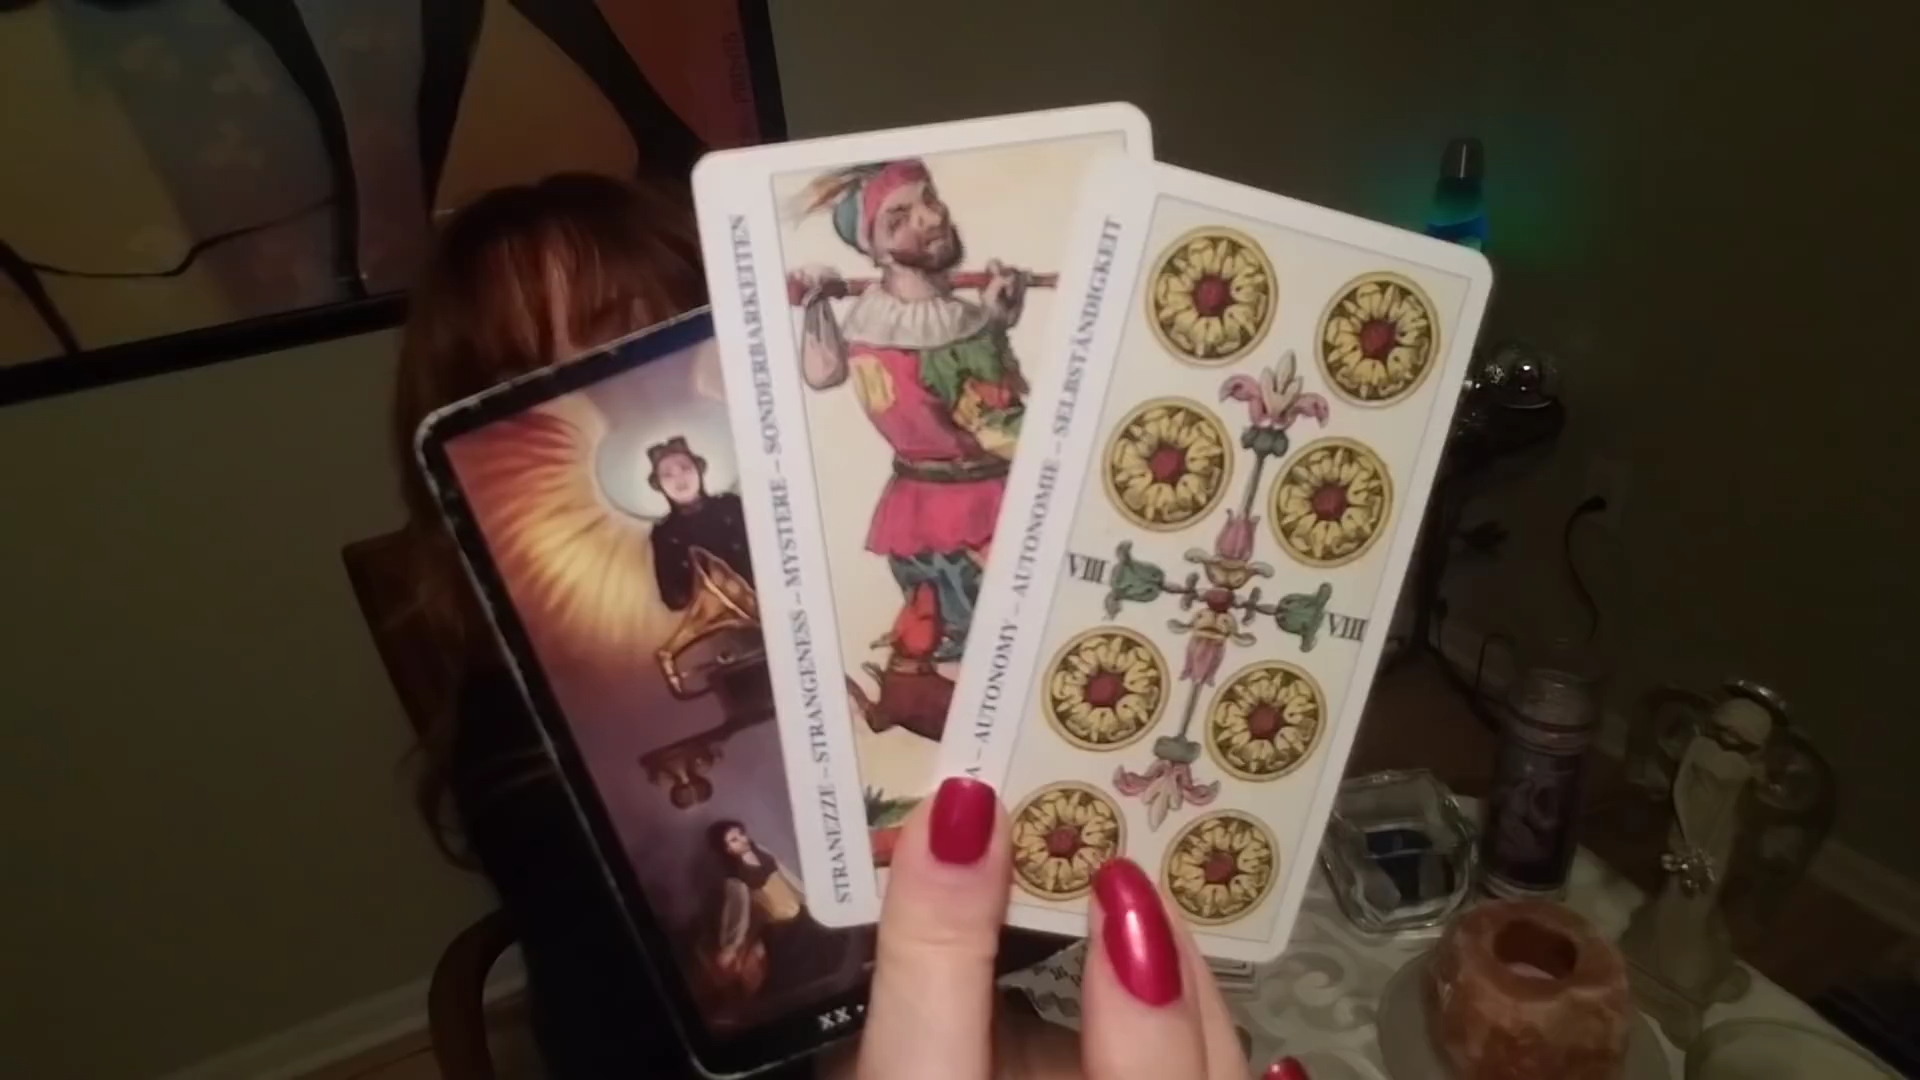 STRANEZZE – STRANGENESS – MYSTERE – SONDERBARKEITEN
A – AUTONOMY – AUTONOMIE – SELBSTÄNDIGKEIT
VIII
VIII
XX